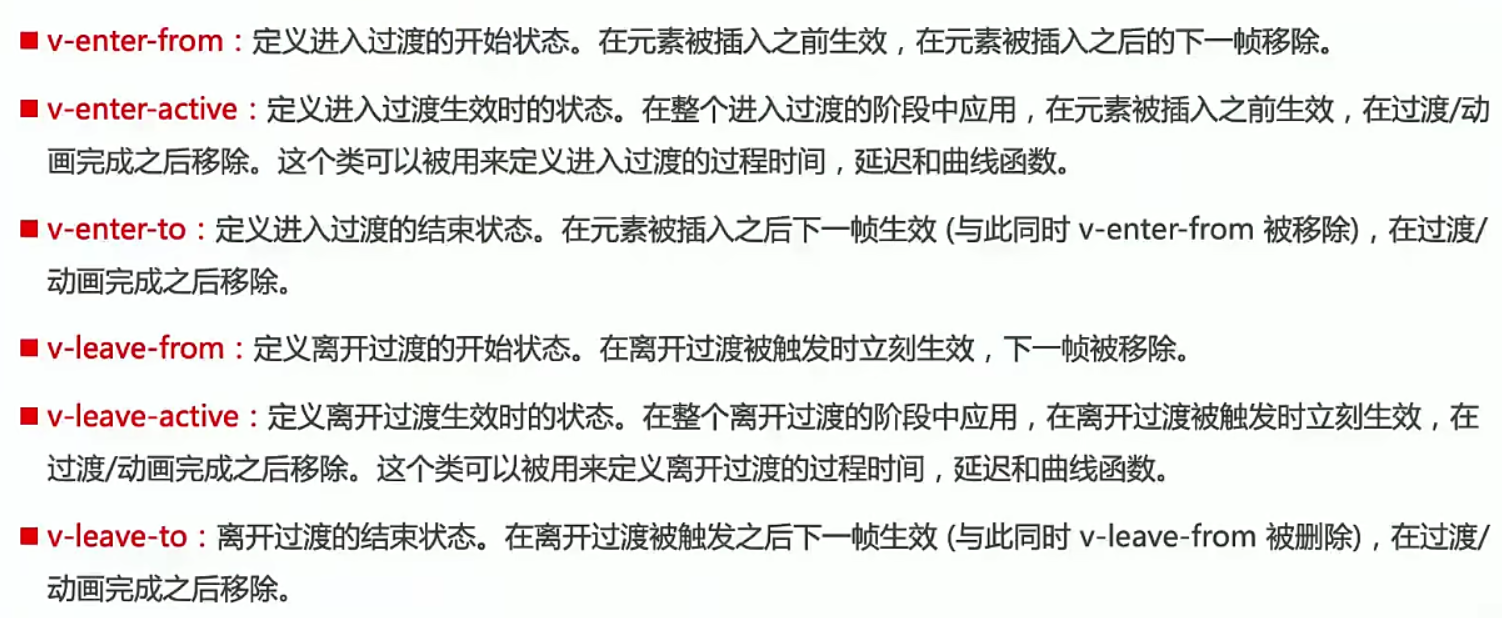 v-enter-from：定义进入过渡的开始状态。在元素被插入之前生效，在元素被插入之后的下一帧移除。
v-enter-active：定义进入过渡生效时的状态。在整个进入过渡的阶段中应用，在元素被插入之前生效，在过渡/动
画完成之后移除。这个类可以被用来定义进入过渡的过程时间，延迟和曲线函数。
v-enter-to：定义进入过渡的结束状态。在元素被插入之后下一帧生效 (与此同时 v-enter-from 被移除)，在过渡/
动画完成之后移除。
v-leave-from：定义离开过渡的开始状态。在离开过渡被触发时立刻生效，下一帧被移除。
v-leave-active：定义离开过渡生效时的状态。在整个离开过渡的阶段中应用，在离开过渡被触发时立刻生效，在
过渡/动画完成之后移除。这个类可以被用来定义离开过渡的过程时间，延迟和曲线函数。
v-leave-to：离开过渡的结束状态。在离开过渡被触发之后下一帧生效 (与此同时 v-leave-from 被删除)，在过渡/
动画完成之后移除。